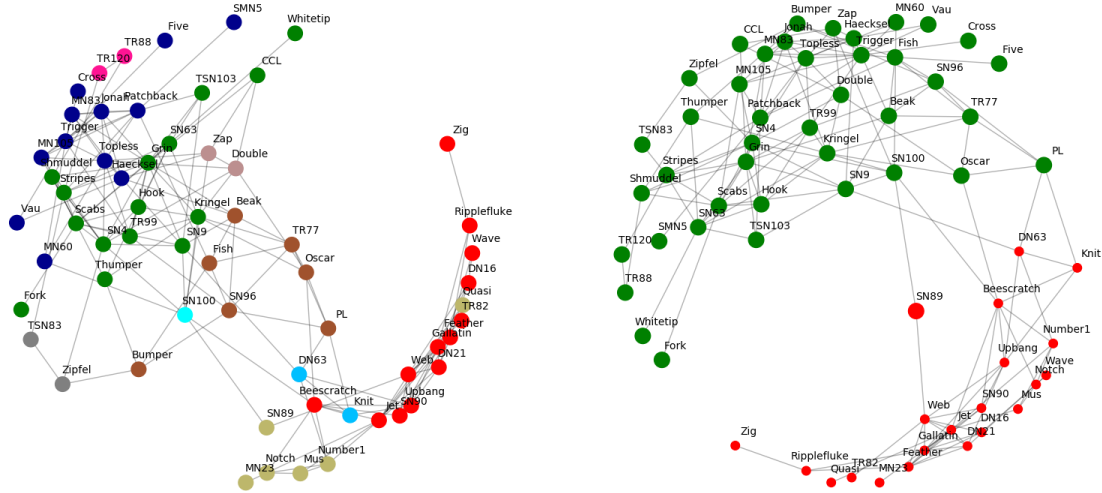 SMN5
Whitetip
Five
TR88
TR120
CCL
Cross
TSN103
MN83
Jonah
Patchback
Trigger
SN63
Zap
Topless
Grin
MN1
Haecksel
Double
Shmuddel
Stripes
Hook
Kringel
Beak
Scabs
TR99
Vau
SN4
SN9
TR77
Fish
Oscar
MN60
Thumper
SN100
SN96
Fork
PL
TSN83
Bumper
Zipfel
DN63
Zig
Ripplefluke
Wave
DN16
Quasi
TR82
Feather
Gallatin
DN21
Web
Upbang
SN90
Jet
Beescratch
Knit
SN89
Number1
Notch
Mus
MN23
Bumper
Zap
MN60
Vau
Jonah
Haecksel
CCL
MN83
Topless
Trigger
Fish
Cross
Five
Zipfel
MN105
Double
SN96
Thumper
Patchback
TR99
Beak
TR77
TSN83
SN4
Grin
Kringel
SN100
Oscar
PL
Stripes
Shmuddel
Scabs
Hook
SN9
SMN5
SN63
TSN103
TR120
TR88
DN63
Knit
Whitetip
Fork
Beescratch
SN89
Number1
Upbang
Wave
Notch
SN90
Mus
Web
Jet
DN16
DN21
Gallatin
Zig
Feather
Ripplefluke
TR82
Quasi
MN23